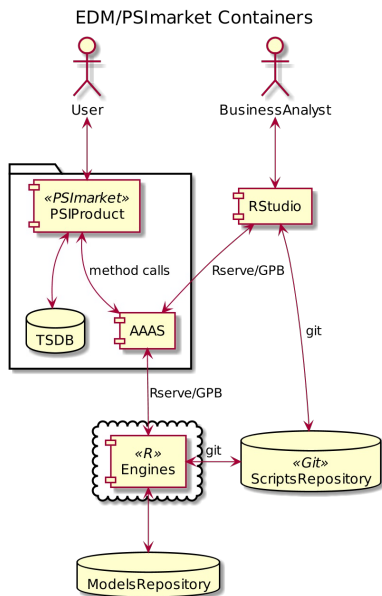 EDM/PSImarket Containers
User
BusinessAnalyst
«PSImarket»
PSIProduct
RStudio
method calls
Rserve/GPB
TSDB
AAAS
git
Rserve/GPB
«R»
Engines
git
«Git»
ScriptsRepository
ModelsRepository